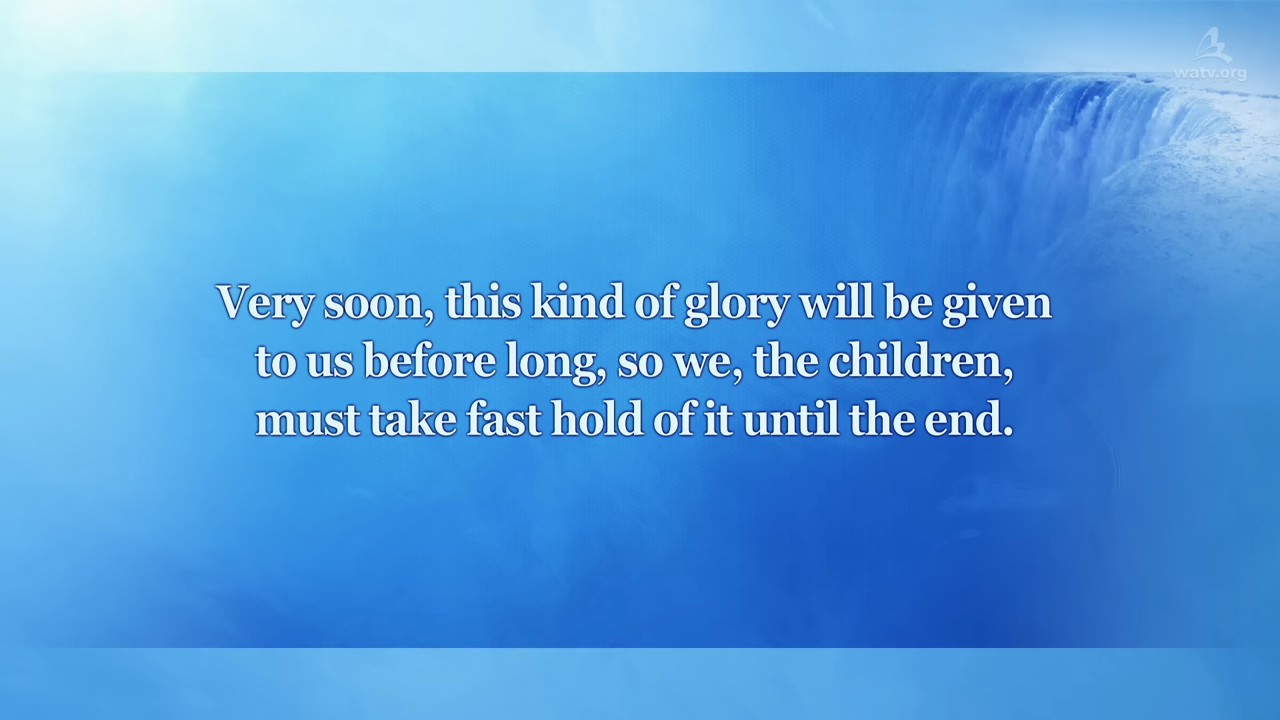 watv.org
Very soon, this kind of glory will be given
to us before long, so we, the children,
must take fast hold of it until the end.